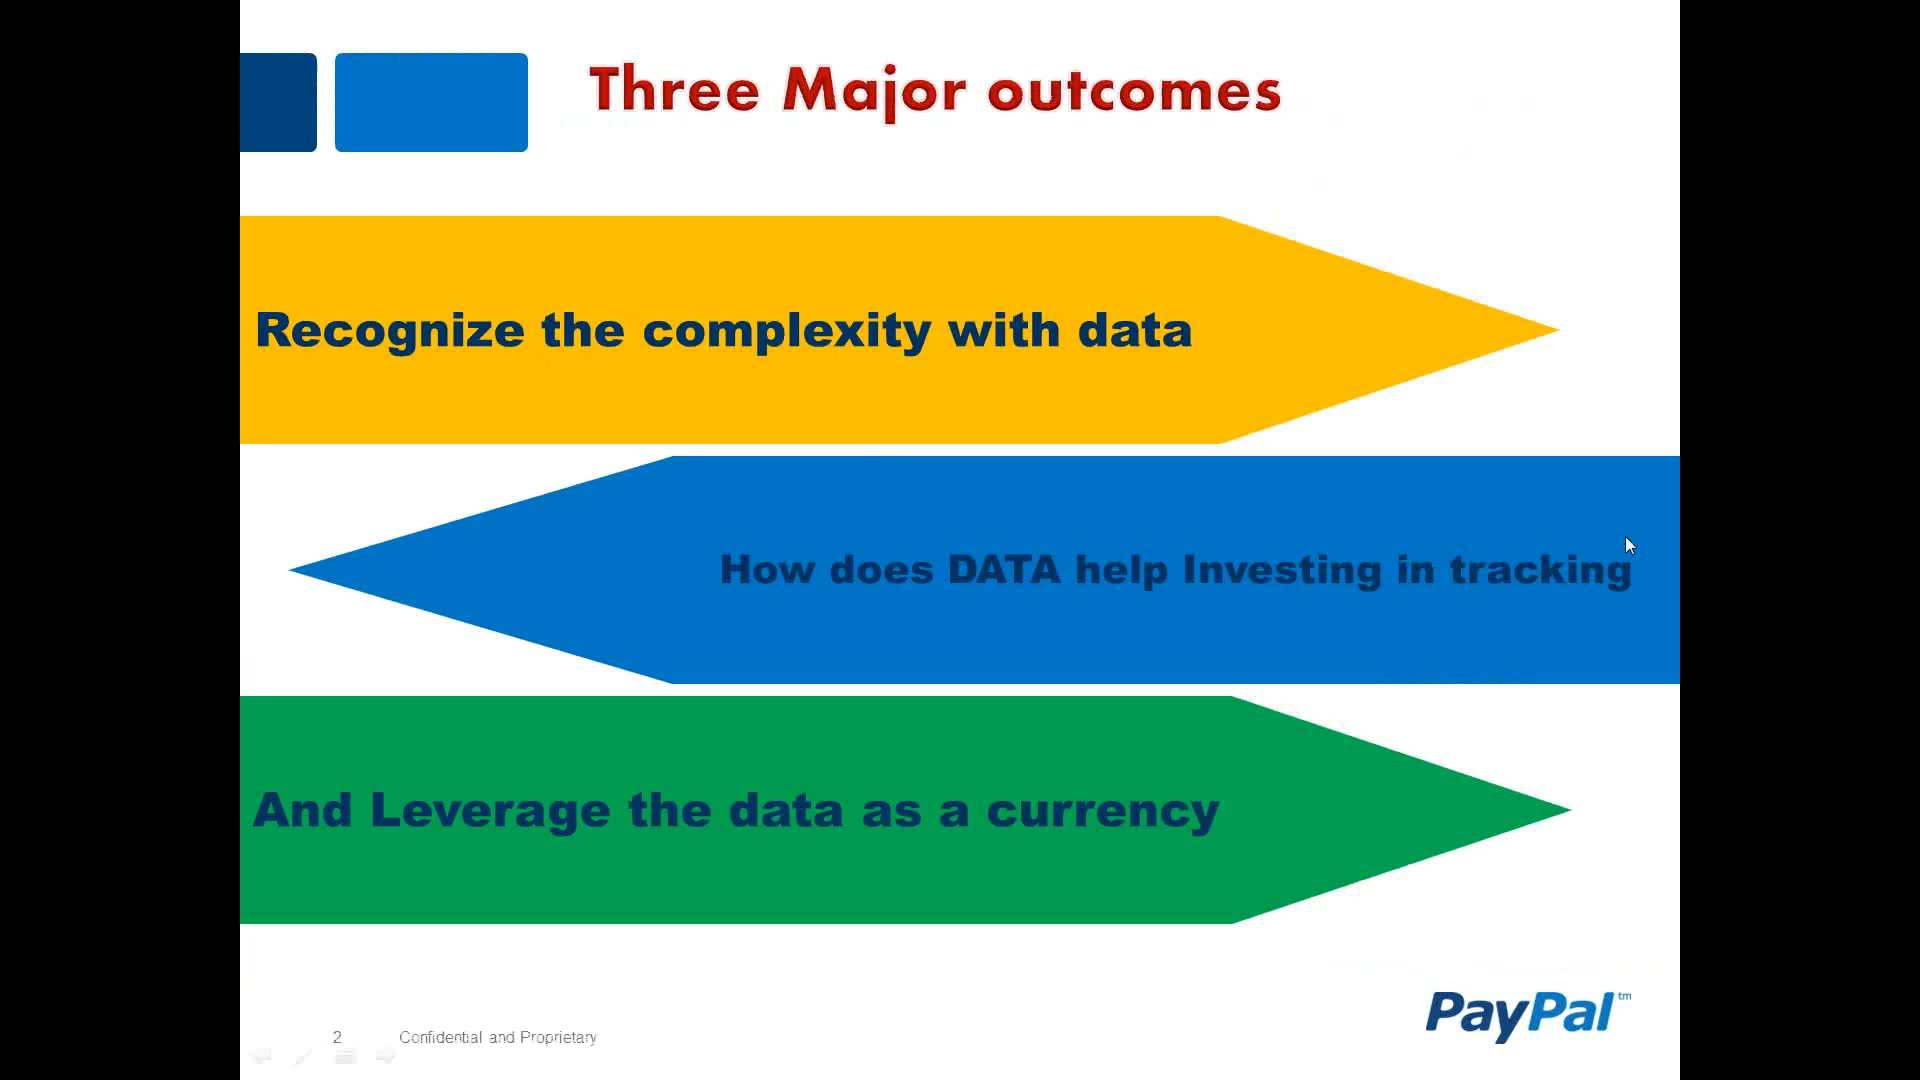 Three Major outcomes
Recognize the complexity with data
How does DATA help Investing in tracking
And Leverage the data as a currency
PayPal™
2 Confidential and Proprietary